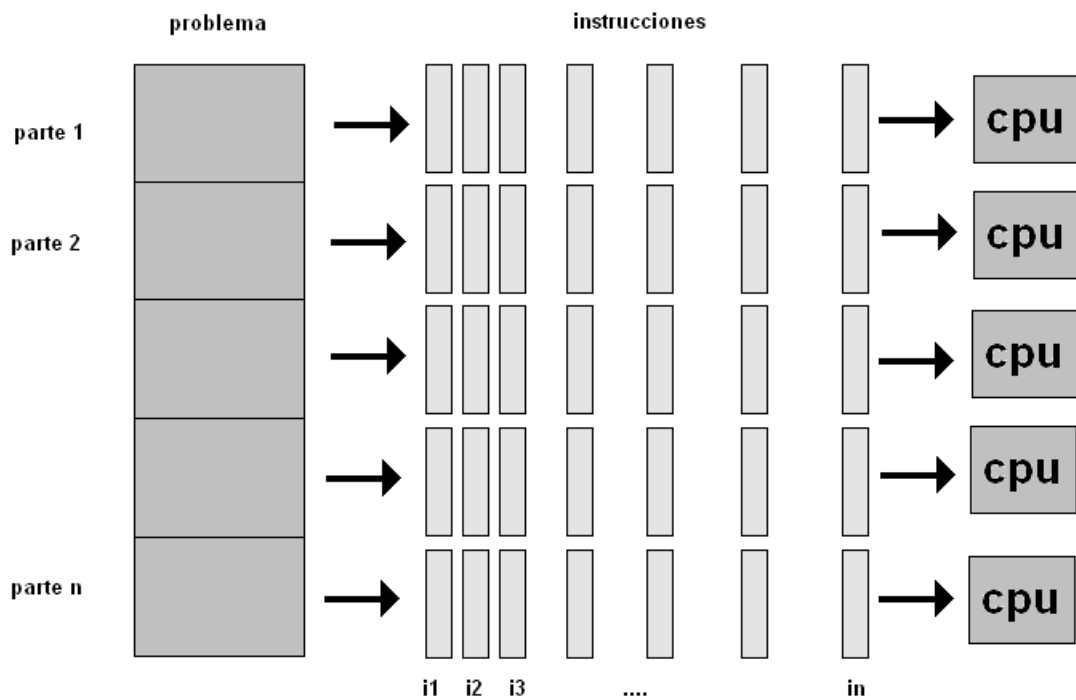 problema
instrucciones
parte 1
cpu
parte 2
cpu
cpu
cpu
parte n
cpu
i1 i2 i3 .... in